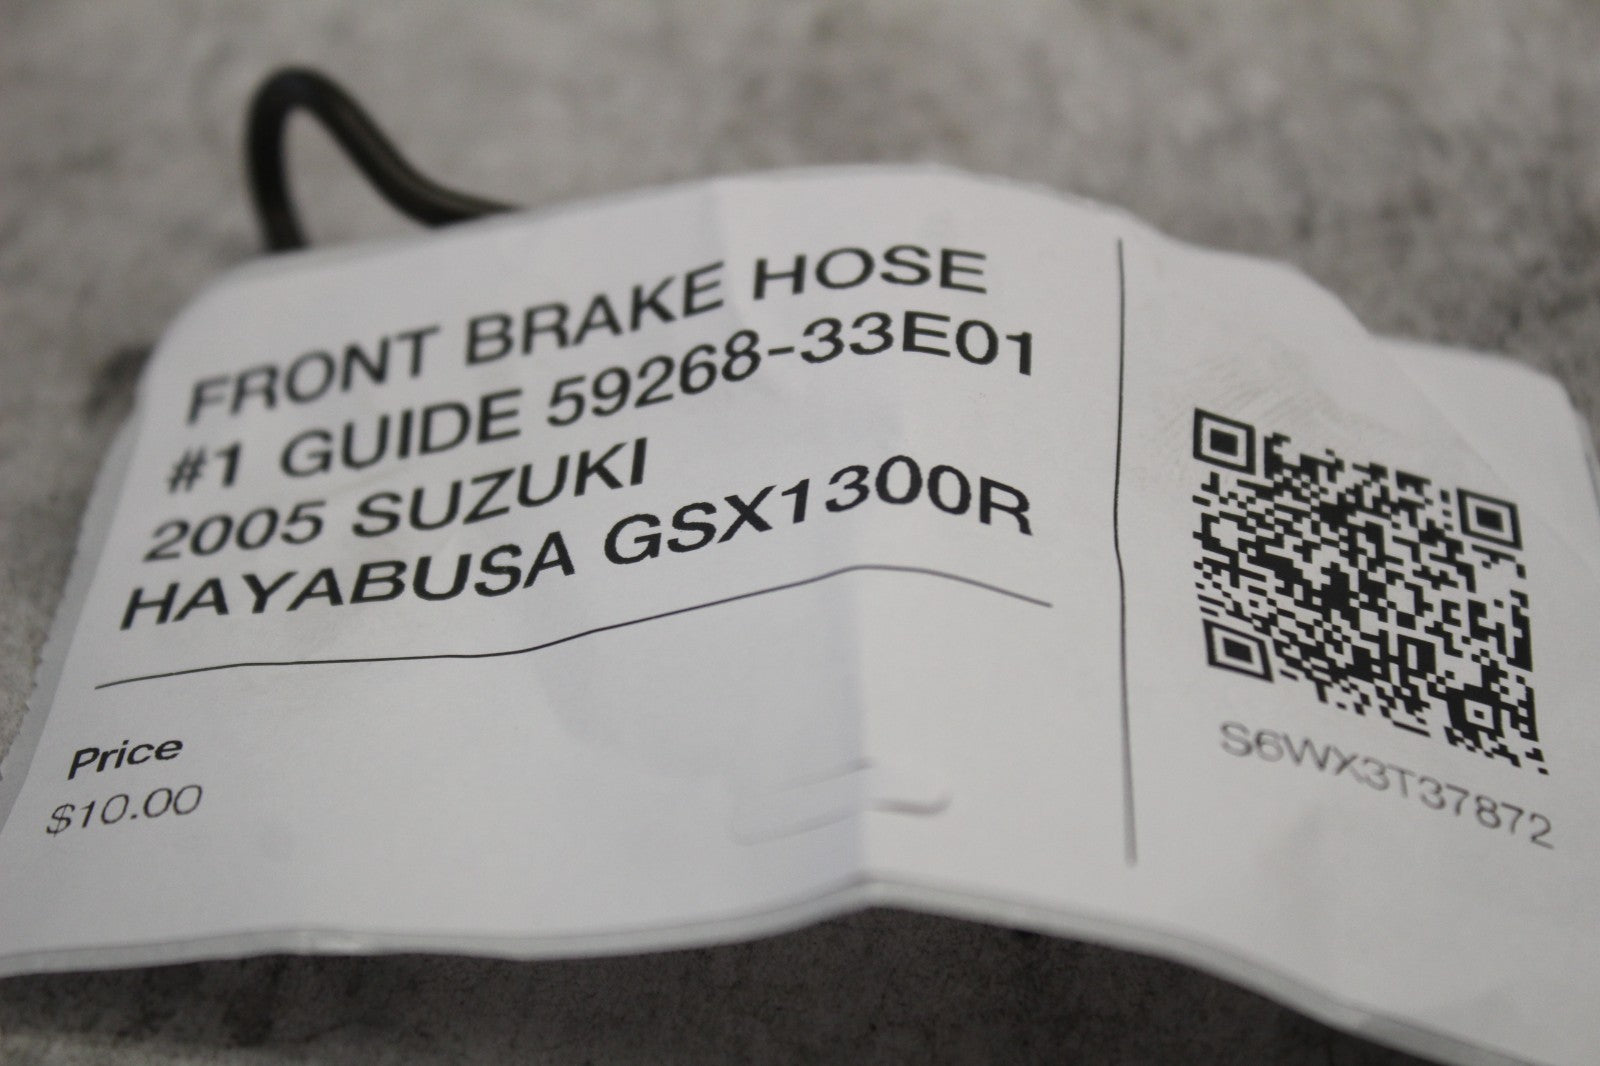 FRONT BRAKE HOSE
#1 GUIDE 59268-33E01
2005 SUZUKI
HAYABUSA GSX1300R
Price
$10.00
S6WX3T37872